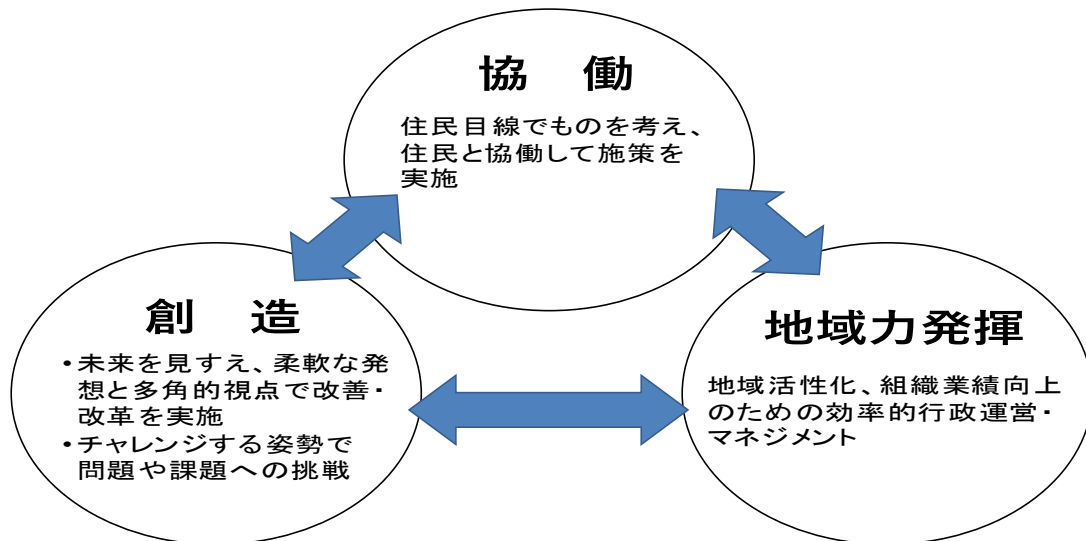 協　働
住民目線でものを考え、
住民と協働して施策を
実施
創　造
・未来を見すえ、柔軟な発
想と多角的視点で改善・
改革を実施
・チャレンジする姿勢で
問題や課題への挑戦
地域力発揮
地域活性化、組織業績向上
のための効率的行政運営・
マネジメント